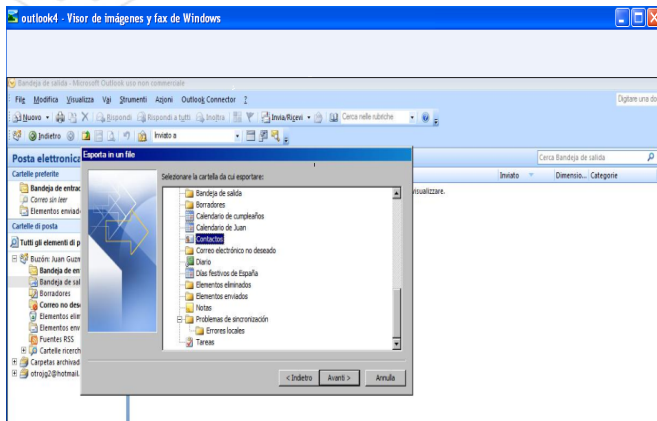 outlook4 - Visor de imágenes y fax de Windows
Bandeja de salida - Microsoft Outlook uso non commerciale
File Modifica Visualizza Vai Strumenti Azioni Outlook Connector ?
Digitare una do
Nuovo Rispondi Rispondi a tutti Inoltra Invia/Ricevi Cerca nelle rubriche
Indietro Inviato a
Posta elettronica
Esporta in un file
Cerca Bandeja de salida
Cartelle preferite
Selezionare la cartella da cui esportare:
Inviato Dimensio... Categorie
Bandeja de entrad
Bandeja de salida
visualizzare.
Correo sin leer
Borradores
Elementos enviad
Calendario de cumpleaños
Cartelle di posta
Calendario de Juan
Tutti gli elementi di p
Contactos
Buzón: Juan Guzm
Correo electrónico no deseado
Bandeja de en
Diario
Bandeja de sal
Días festivos de España
Borradores
Elementos eliminados
Correo no des
Elementos enviados
Elementos elim
Notas
Elementos env
Problemas de sincronización
Fuentes RSS
Errores locales
Cartelle ricerch
Tareas
Carpetas archivad
otrojg2@hotmail.
< Indietro Avanti > Annulla